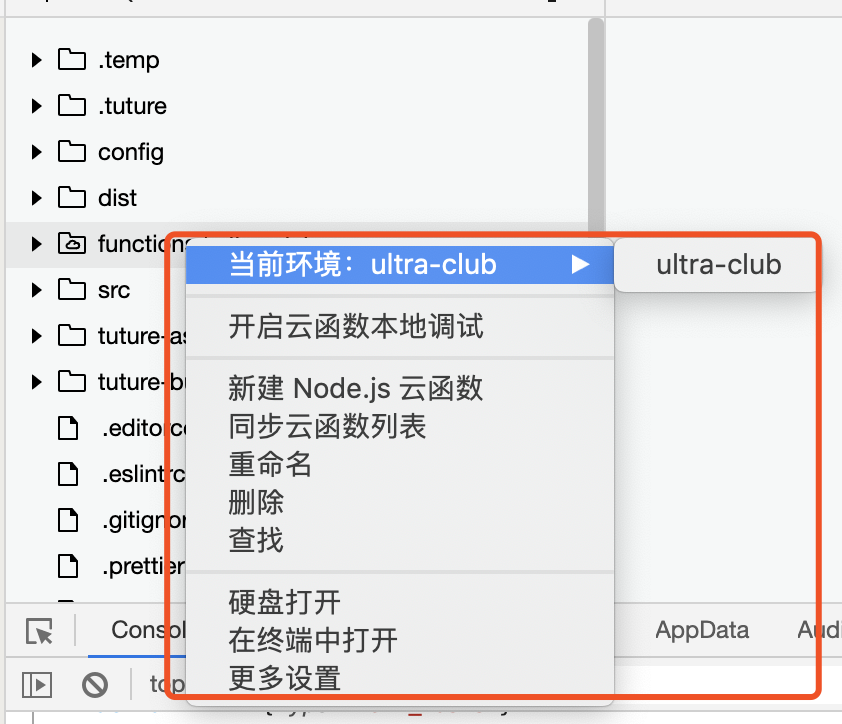 .temp
.tuture
config
dist
functions
当前环境：ultra-club
ultra-club
src
开启云函数本地调试
tuture-as
tuture-bu
新建 Node.js 云函数
.editorco
同步云函数列表
.eslintrc
重命名
删除
.gitignor
查找
.prettier
硬盘打开
Console
在终端中打开
AppData
Audi
top
更多设置